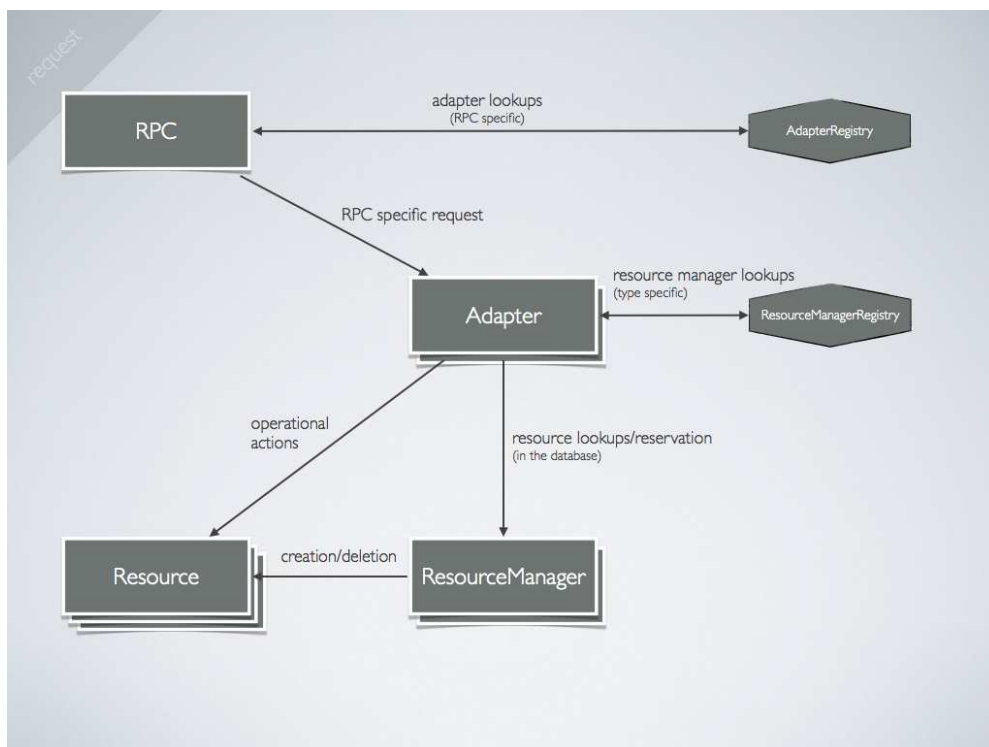 request
RPC
adapter lookups
(RPC specific)
AdapterRegistry
RPC specific request
Adapter
resource manager lookups
(type specific)
ResourceManagerRegistry
operational
actions
resource lookups/reservation
(in the database)
Resource
creation/deletion
ResourceManager